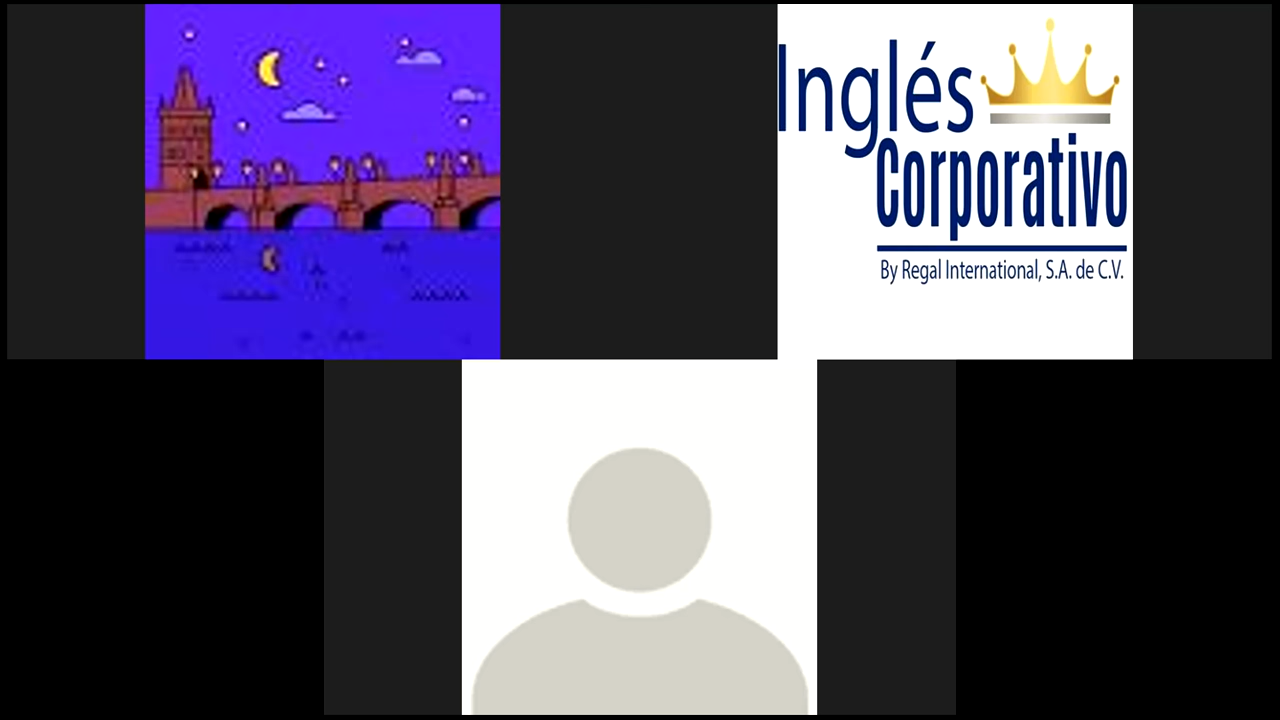 Inglés
Corporativo
By Regal International, S.A. de C.V.